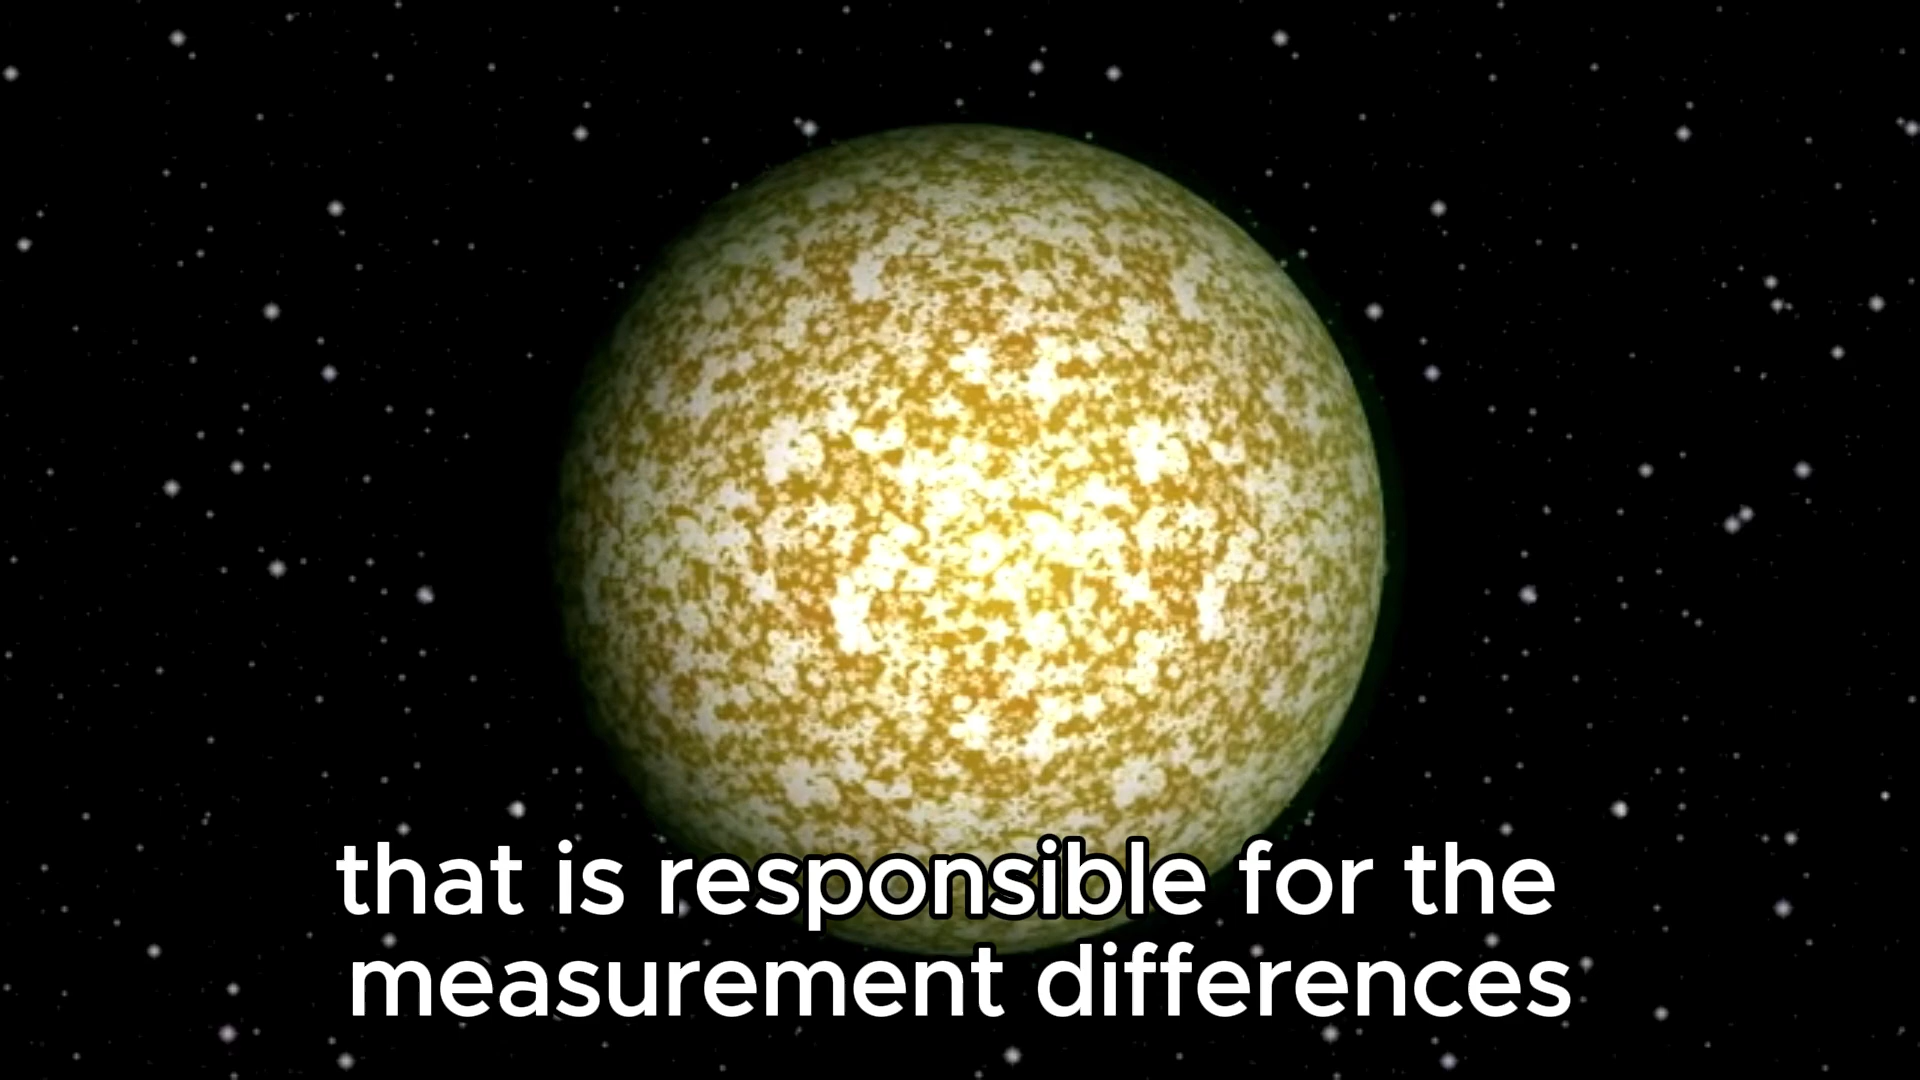 that is responsible for the
measurement differences